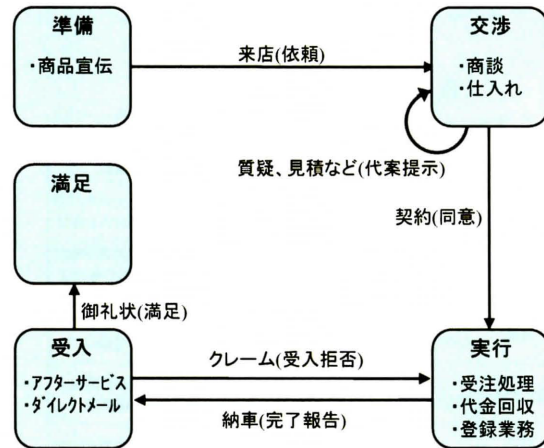 準備
・商品宣伝
来店(依頼)
交渉
・商談
・仕入れ
質疑、見積など(代案提示)
契約(同意)
満足
御礼状(満足)
受入
・アフターサービス
・ダイレクトメール
クレーム(受入拒否)
納車(完了報告)
実行
・受注処理
・代金回収
・登録業務